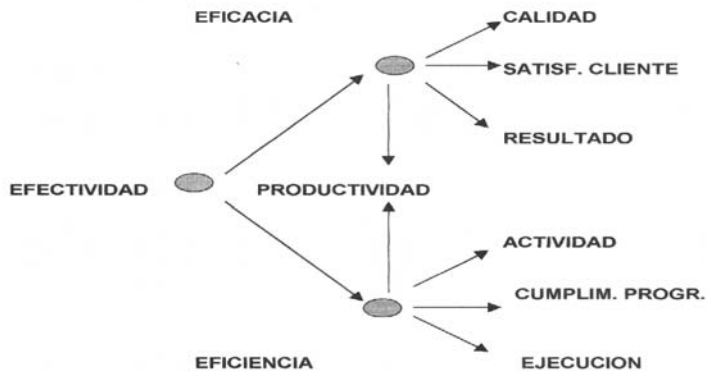 EFICACIA
CALIDAD
SATISF. CLIENTE
RESULTADO
EFECTIVIDAD
PRODUCTIVIDAD
ACTIVIDAD
CUMPLIM. PROGR.
EFICIENCIA
EJECUCION